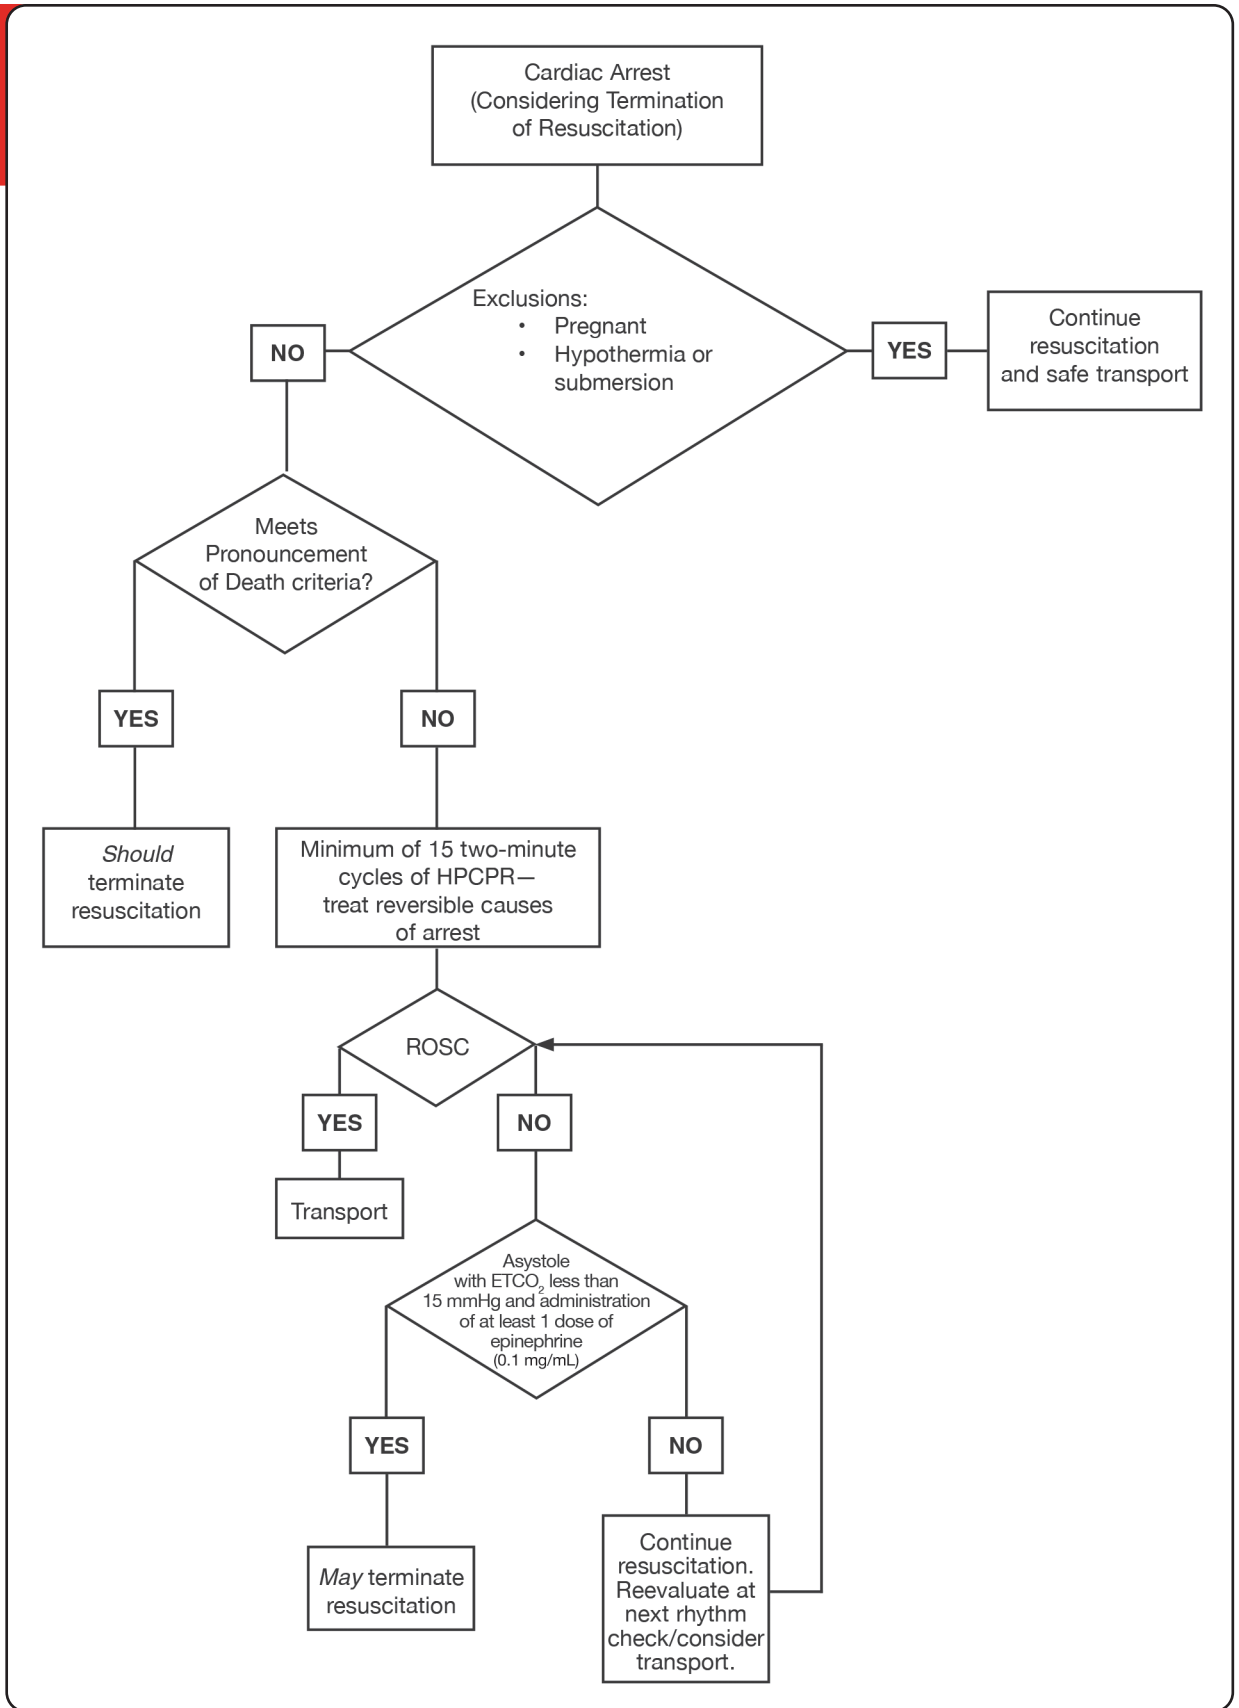 Cardiac Arrest
(Considering Termination
of Resuscitation)
Exclusions:
• Pregnant
• Hypothermia or
submersion
NO
YES
Continue
resuscitation
and safe transport
Meets
Pronouncement
of Death criteria?
YES
NO
Should
terminate
resuscitation
Minimum of 15 two-minute
cycles of HPCPR—
treat reversible causes
of arrest
ROSC
YES
NO
Transport
Asystole
with ETCO₂ less than
15 mmHg and administration
of at least 1 dose of
epinephrine
(0.1 mg/mL)
YES
NO
May terminate
resuscitation
Continue
resuscitation.
Reevaluate at
next rhythm
check/consider
transport.